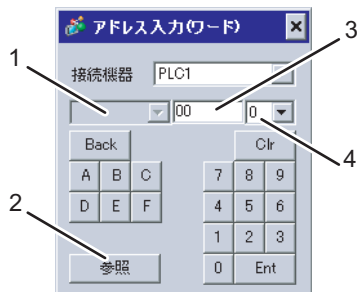 アドレス入力(ワード)
1
3
接続機器 PLC1
00 0
Back Clr
4
A B C 7 8 9
2
D E F 4 5 6
1 2 3
参照 0 Ent